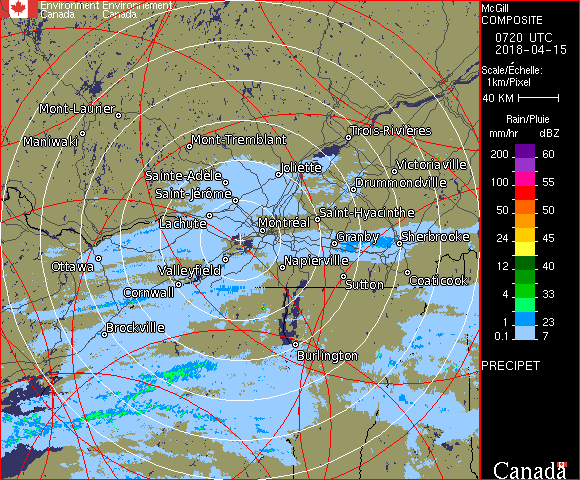 Environment Environnement
Canada Canada
McGill
COMPOSITE
0720 UTC
2018-04-15
Scale/Échelle:
1km/Pixel
40 KM
Rain/Pluie
mm/hr dBZ
200 60
100 55
50 50
24 45
12 40
4 33
1 23
0.1 7
PRECIPET
Canada
Mont-Laurier
Maniwaki
Mont-Tremblant
Trois-Rivières
Sainte-Adèle
Joliette
Victoriaville
Saint-Jérôme
Drummondville
Lachute
Montréal
Saint-Hyacinthe
Granby
Sherbrooke
Ottawa
Valleyfield
Napierville
Cornwall
Sutton
Coaticook
Brockville
Burlington